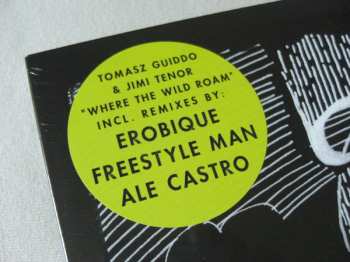 TOMASZ GUIDDO
& JIMI TENOR
"WHERE THE WILD ROAM"
INCL. REMIXES BY:
EROBIQUE
FREESTYLE MAN
ALE CASTRO